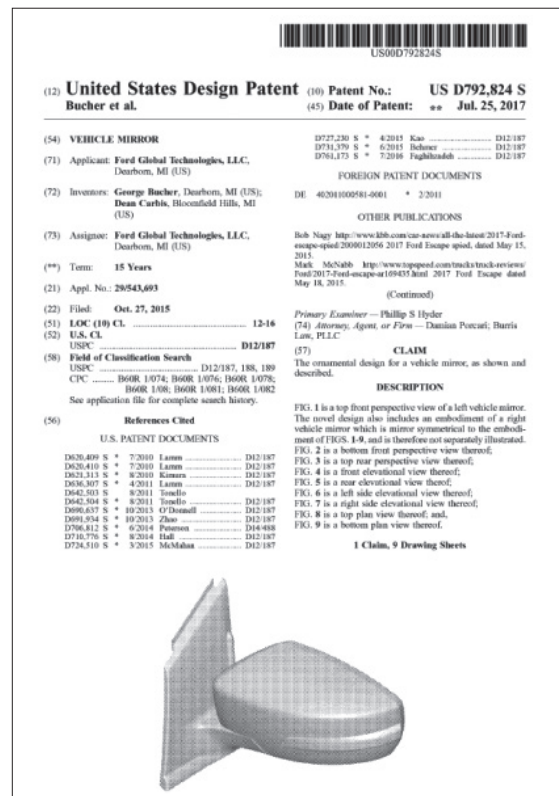 US00D792824S
(12) United States Design Patent
Bucher et al.
(10) Patent No.: US D792,824 S
(45) Date of Patent: ** Jul. 25, 2017
(54) VEHICLE MIRROR
(71) Applicant: Ford Global Technologies, LLC,
Dearborn, MI (US)
(72) Inventors: George Bucher, Dearborn, MI (US);
Dean Carbis, Bloomfield Hills, MI
(US)
(73) Assignee: Ford Global Technologies, LLC,
Dearborn, MI (US)
(**) Term: 15 Years
(21) Appl. No.: 29/543,693
(22) Filed: Oct. 27, 2015
(51) LOC (10) Cl. ................................ 12-16
(52) U.S. Cl.
USPC ........................................ D12/187
(58) Field of Classification Search
USPC ............................ D12/187, 188, 189
CPC ........ B60R 1/074; B60R 1/076; B60R 1/078;
B60R 1/08; B60R 1/081; B60R 1/082
See application file for complete search history.
(56) References Cited
U.S. PATENT DOCUMENTS
D620,409 S * 7/2010 Lamm ................ D12/187
D620,410 S * 7/2010 Lamm ................ D12/187
D621,313 S * 8/2010 Kimura ............... D12/187
D636,307 S * 4/2011 Lamm ................ D12/187
D642,503 S 8/2011 Tonello
D642,504 S * 8/2011 Tonello ............... D12/187
D690,637 S * 10/2013 O'Donnell ............ D12/187
D691,934 S * 10/2013 Zhao ................. D12/187
D706,812 S * 6/2014 Petersen .............. D14/488
D710,776 S * 8/2014 Hall .................. D12/187
D724,510 S * 3/2015 McMahan ............. D12/187
D727,230 S * 4/2015 Kao .................. D12/187
D731,379 S * 6/2015 Behmer ............... D12/187
D761,173 S * 7/2016 Faghihzadeh .......... D12/187
FOREIGN PATENT DOCUMENTS
DE 402011000581-0001 * 2/2011
OTHER PUBLICATIONS
Bob Nagy http://www.kbb.com/car-news/all-the-latest/2017-Ford-
escape-spied/2000012056 2017 Ford Escape spied, dated May 15,
2015.
Mark McNabb http://www.topspeed.com/trucks/truck-reviews/
Ford/2017-Ford-escape-ar169435.html 2017 Ford Escape dated
May 18, 2015.
(Continued)
Primary Examiner — Phillip S Hyder
(74) Attorney, Agent, or Firm — Damian Porcari; Burris
Law, PLLC
(57) CLAIM
The ornamental design for a vehicle mirror, as shown and
described.
DESCRIPTION
FIG. 1 is a top front perspective view of a left vehicle mirror.
The novel design also includes an embodiment of a right
vehicle mirror which is mirror symmetrical to the embodi-
ment of FIGS. 1-9, and is therefore not separately illustrated.
FIG. 2 is a bottom front perspective view thereof;
FIG. 3 is a top rear perspective view thereof;
FIG. 4 is a front elevational view thereof;
FIG. 5 is a rear elevational view thereof;
FIG. 6 is a left side elevational view thereof;
FIG. 7 is a right side elevational view thereof;
FIG. 8 is a top plan view thereof; and,
FIG. 9 is a bottom plan view thereof.
1 Claim, 9 Drawing Sheets